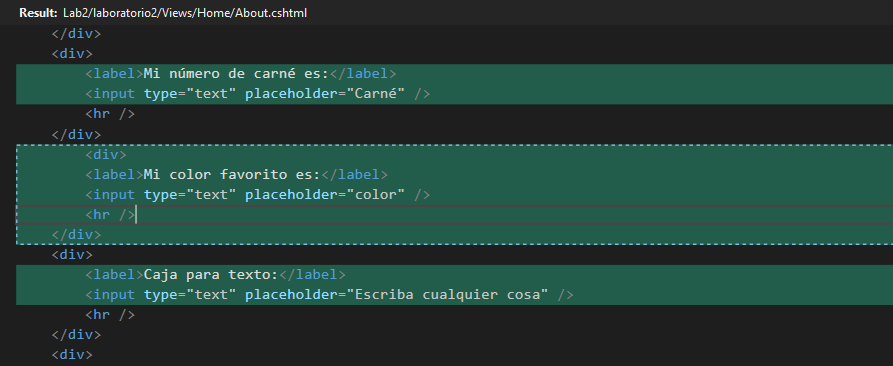 Result: Lab2/laboratorio2/Views/Home/About.cshtml
</div>
<div>
<label>Mi número de carné es:</label>
<input type="text" placeholder="Carné" />
<hr />
</div>
<div>
<label>Mi color favorito es:</label>
<input type="text" placeholder="color" />
<hr />
</div>
<div>
<label>Caja para texto:</label>
<input type="text" placeholder="Escriba cualquier cosa" />
<hr />
</div>
<div>